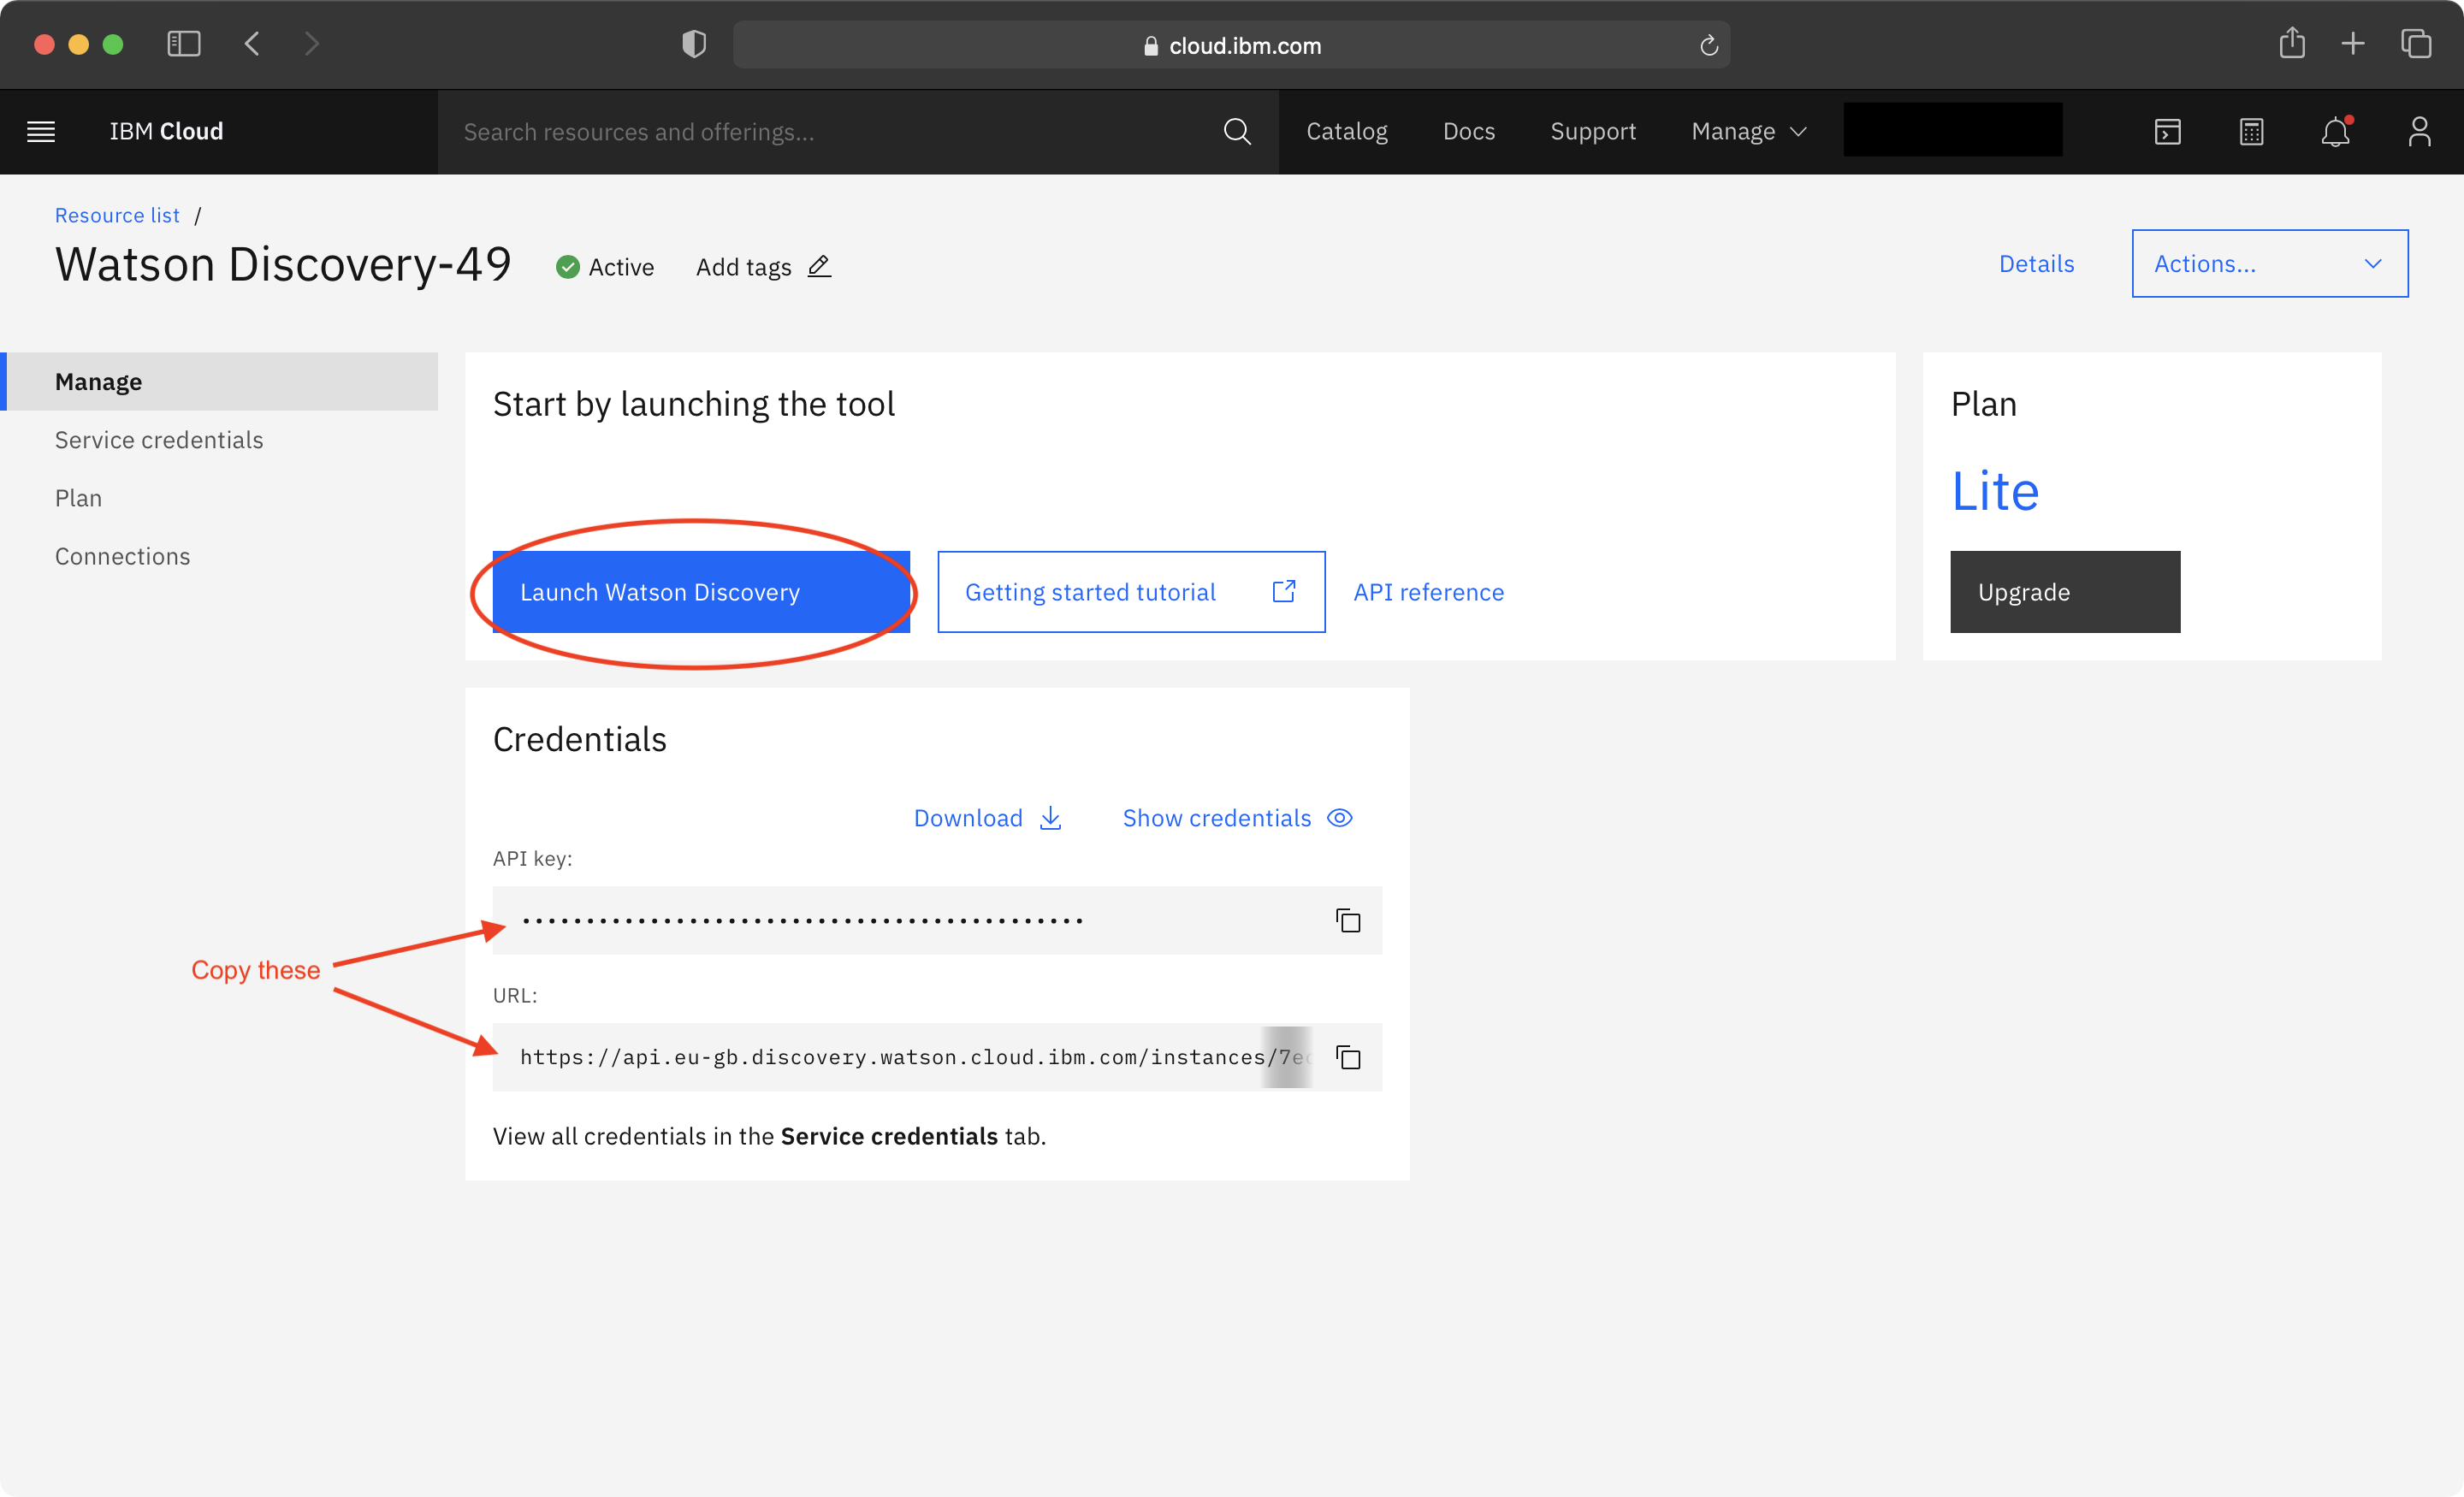 cloud.ibm.com
IBM Cloud
Search resources and offerings...
Catalog
Docs
Support
Manage
Resource list /
Watson Discovery-49
Active
Add tags
Details
Actions...
Manage
Service credentials
Plan
Connections
Start by launching the tool
Launch Watson Discovery
Getting started tutorial
API reference
Plan
Lite
Upgrade
Credentials
Download
Show credentials
API key:
••••••••••••••••••••••••••••••••••••••••••••
Copy these
URL:
https://api.eu-gb.discovery.watson.cloud.ibm.com/instances/7e
View all credentials in the Service credentials tab.